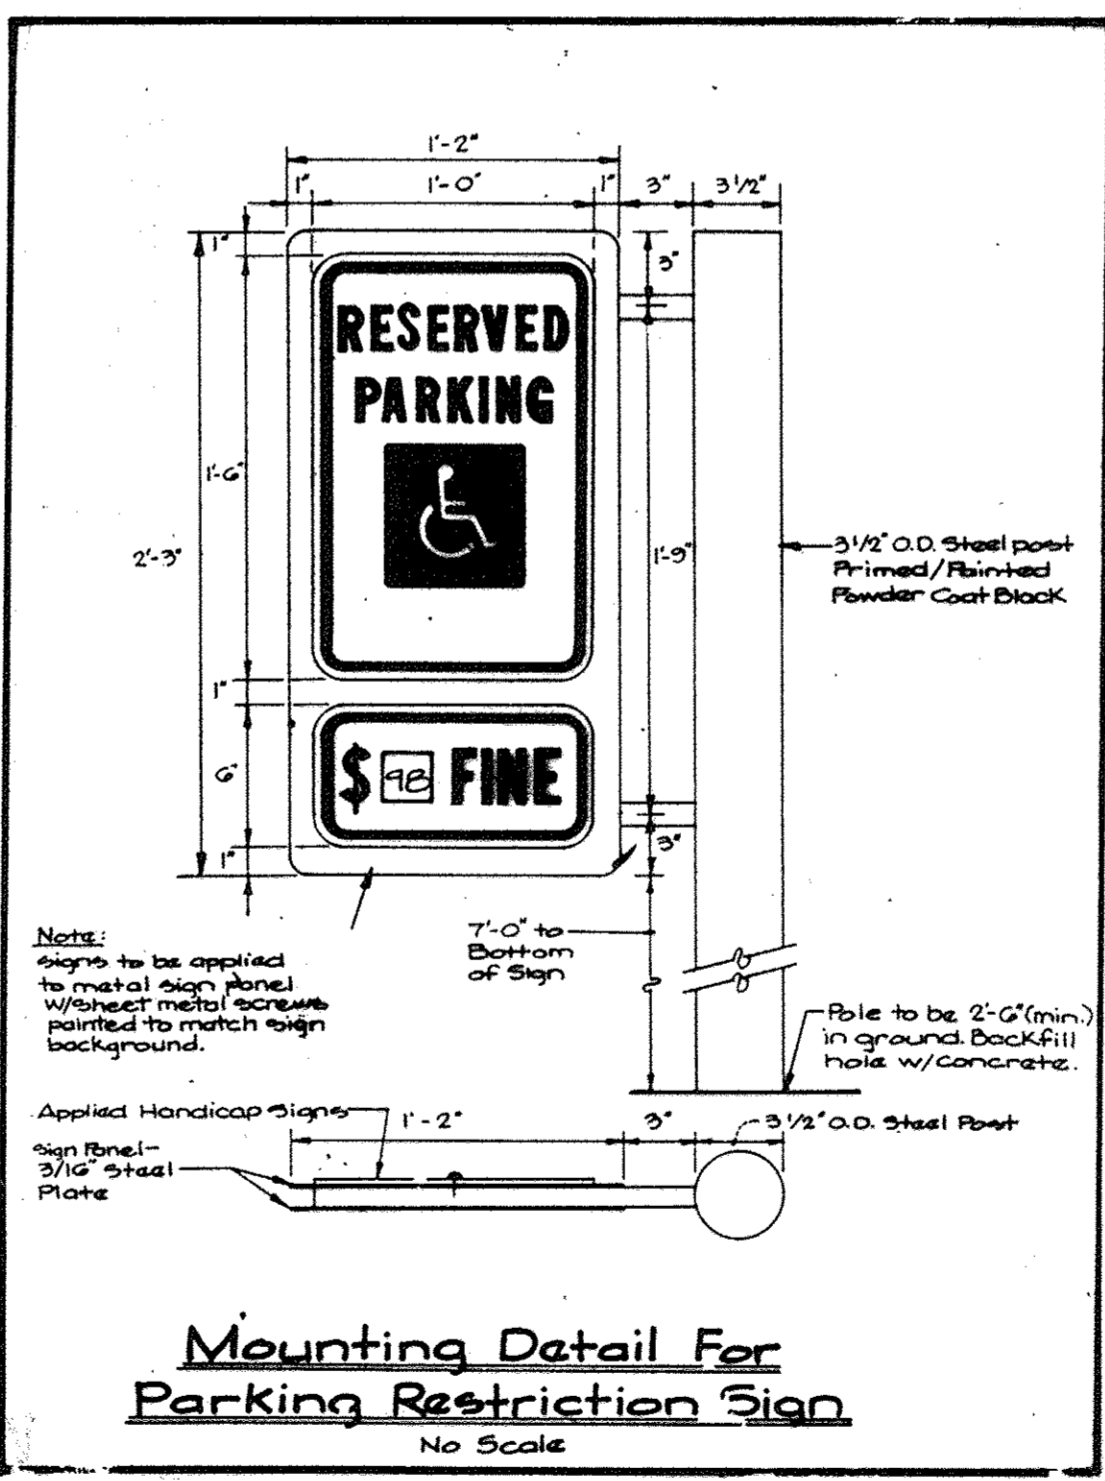 1'-2"
1" 1'-0" 1" 3" 3 1/2"
1"
3"
RESERVED
PARKING
1'-6"
2'-3"
1'-9"
3 1/2" O.D. Steel post
Primed/Painted
Powder Coat Black
1"
6"
$ 98 FINE
1"
3"
Note:
signs to be applied
to metal sign panel
w/sheet metal screws
painted to match sign
background.
7'-0" to
Bottom
of Sign
Pole to be 2'-6" (min.)
in ground. Backfill
hole w/concrete.
Applied Handicap Signs
1'-2" 3" 3 1/2" O.D. Steel Post
Sign Panel-
3/16" Steel
Plate
Mounting Detail For
Parking Restriction Sign
No Scale